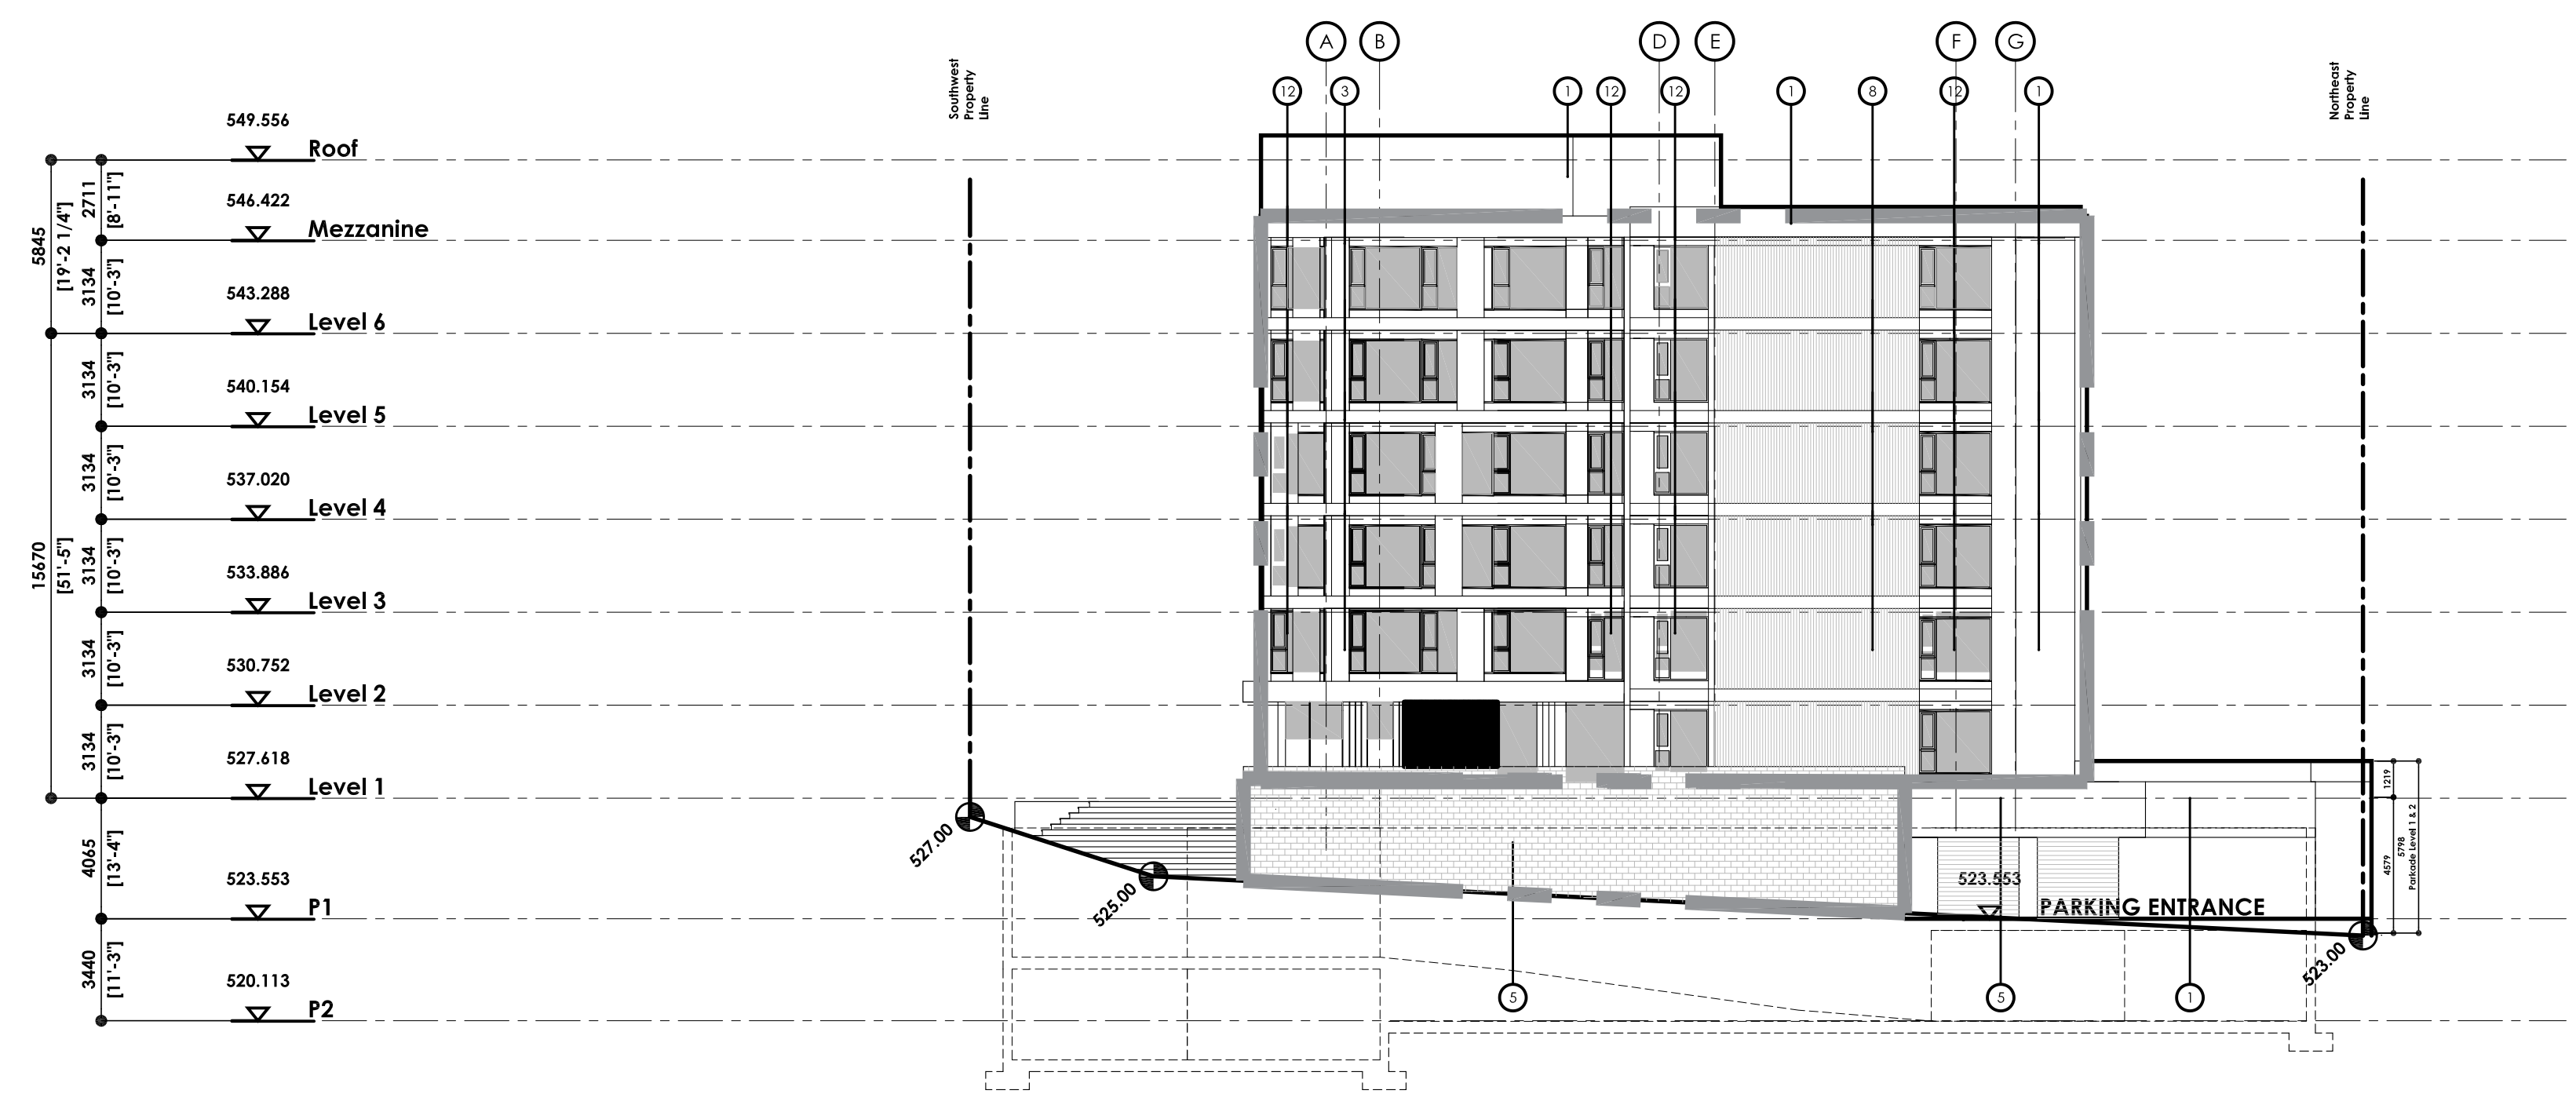 A
B
D
E
F
G
Southwest
Property
Line
Northeast
Property
Line
12
3
1
12
12
1
8
12
1
549.556
Roof
2711
[8'-11"]
546.422
Mezzanine
5845
[19'-2 1/4"]
3134
[10'-3"]
543.288
Level 6
3134
[10'-3"]
540.154
Level 5
3134
[10'-3"]
537.020
Level 4
15670
[51'-5"]
3134
[10'-3"]
533.886
Level 3
3134
[10'-3"]
530.752
Level 2
3134
[10'-3"]
527.618
Level 1
4065
[13'-4"]
523.553
P1
3440
[11'-3"]
520.113
P2
527.00
525.00
523.553
PARKING ENTRANCE
523.00
1219
4579
5798
Parkade Level 1 & 2
5
5
1